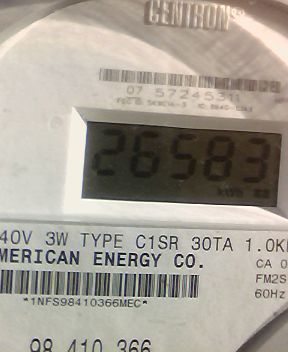 CENTRON
07 57245311
26583
40V 3W TYPE C1SR 30TA 1.0K
MERICAN ENERGY CO.
CA 0
FM2S
*1NFS98410366MEC*
60Hz
98 410 366